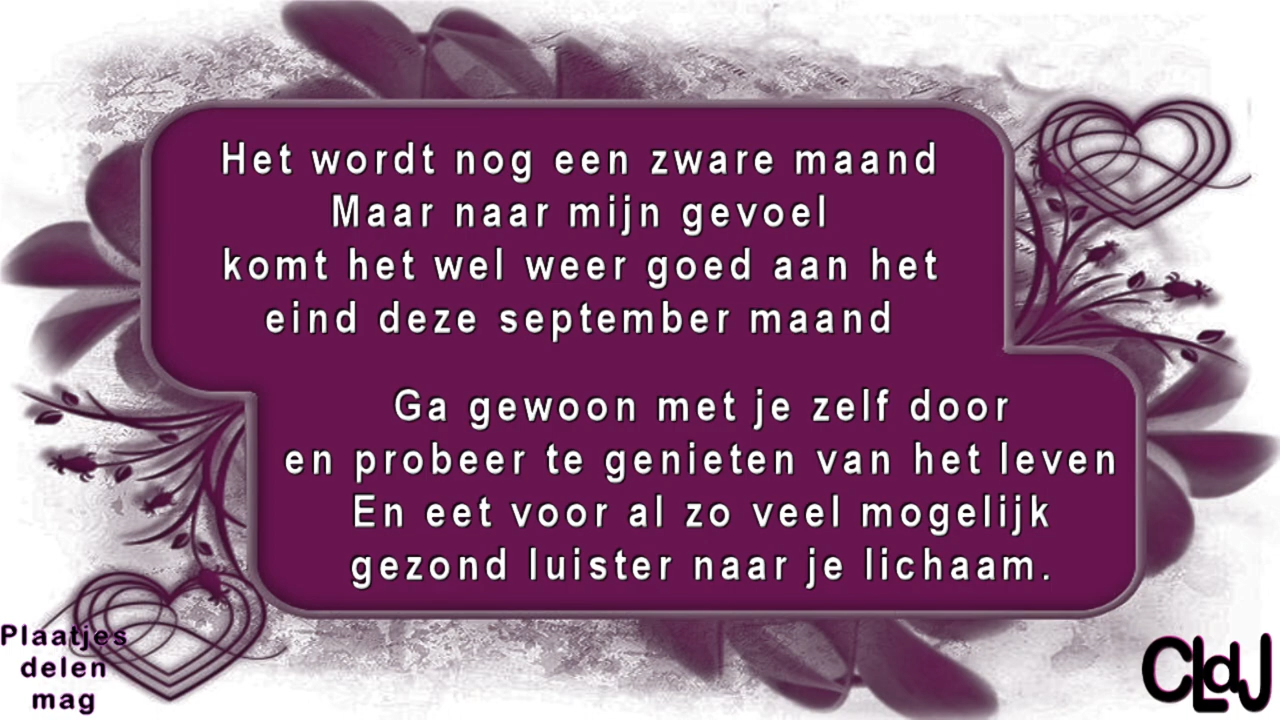 Het wordt nog een zware maand
Maar naar mijn gevoel
komt het wel weer goed aan het
eind deze september maand
Ga gewoon met je zelf door
en probeer te genieten van het leven
En eet voor al zo veel mogelijk
gezond luister naar je lichaam.
Plaatjes
delen
mag
CLaJ